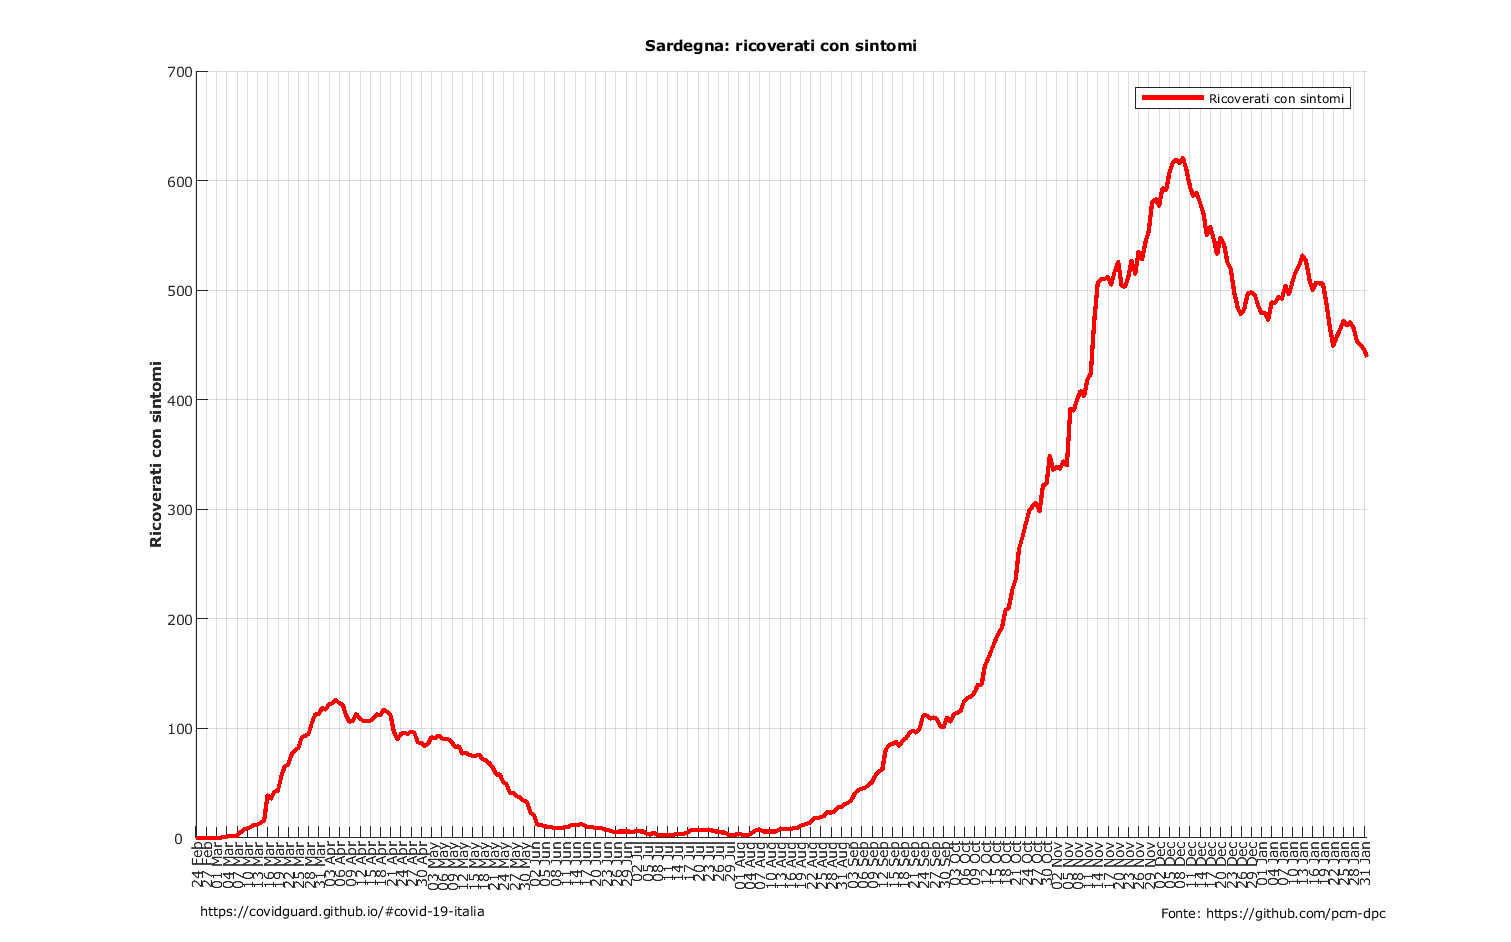 Sardegna: ricoverati con sintomi
700
Ricoverati con sintomi
600
500
400
Ricoverati con sintomi
300
200
100
0
24 Feb
27 Feb
01 Mar
04 Mar
07 Mar
10 Mar
13 Mar
16 Mar
19 Mar
22 Mar
25 Mar
28 Mar
31 Mar
03 Apr
06 Apr
09 Apr
12 Apr
15 Apr
18 Apr
21 Apr
24 Apr
27 Apr
30 Apr
03 May
06 May
09 May
12 May
15 May
18 May
21 May
24 May
27 May
30 May
02 Jun
05 Jun
08 Jun
11 Jun
14 Jun
17 Jun
20 Jun
23 Jun
26 Jun
29 Jun
02 Jul
05 Jul
08 Jul
11 Jul
14 Jul
17 Jul
20 Jul
23 Jul
26 Jul
29 Jul
01 Aug
04 Aug
07 Aug
10 Aug
13 Aug
16 Aug
19 Aug
22 Aug
25 Aug
28 Aug
31 Aug
03 Sep
06 Sep
09 Sep
12 Sep
15 Sep
18 Sep
21 Sep
24 Sep
27 Sep
30 Sep
03 Oct
06 Oct
09 Oct
12 Oct
15 Oct
18 Oct
21 Oct
24 Oct
27 Oct
30 Oct
02 Nov
05 Nov
08 Nov
11 Nov
14 Nov
17 Nov
20 Nov
23 Nov
26 Nov
29 Nov
02 Dec
05 Dec
08 Dec
11 Dec
14 Dec
17 Dec
20 Dec
23 Dec
26 Dec
29 Dec
01 Jan
04 Jan
07 Jan
10 Jan
13 Jan
16 Jan
19 Jan
22 Jan
25 Jan
28 Jan
31 Jan
https://covidguard.github.io/#covid-19-italia
Fonte: https://github.com/pcm-dpc